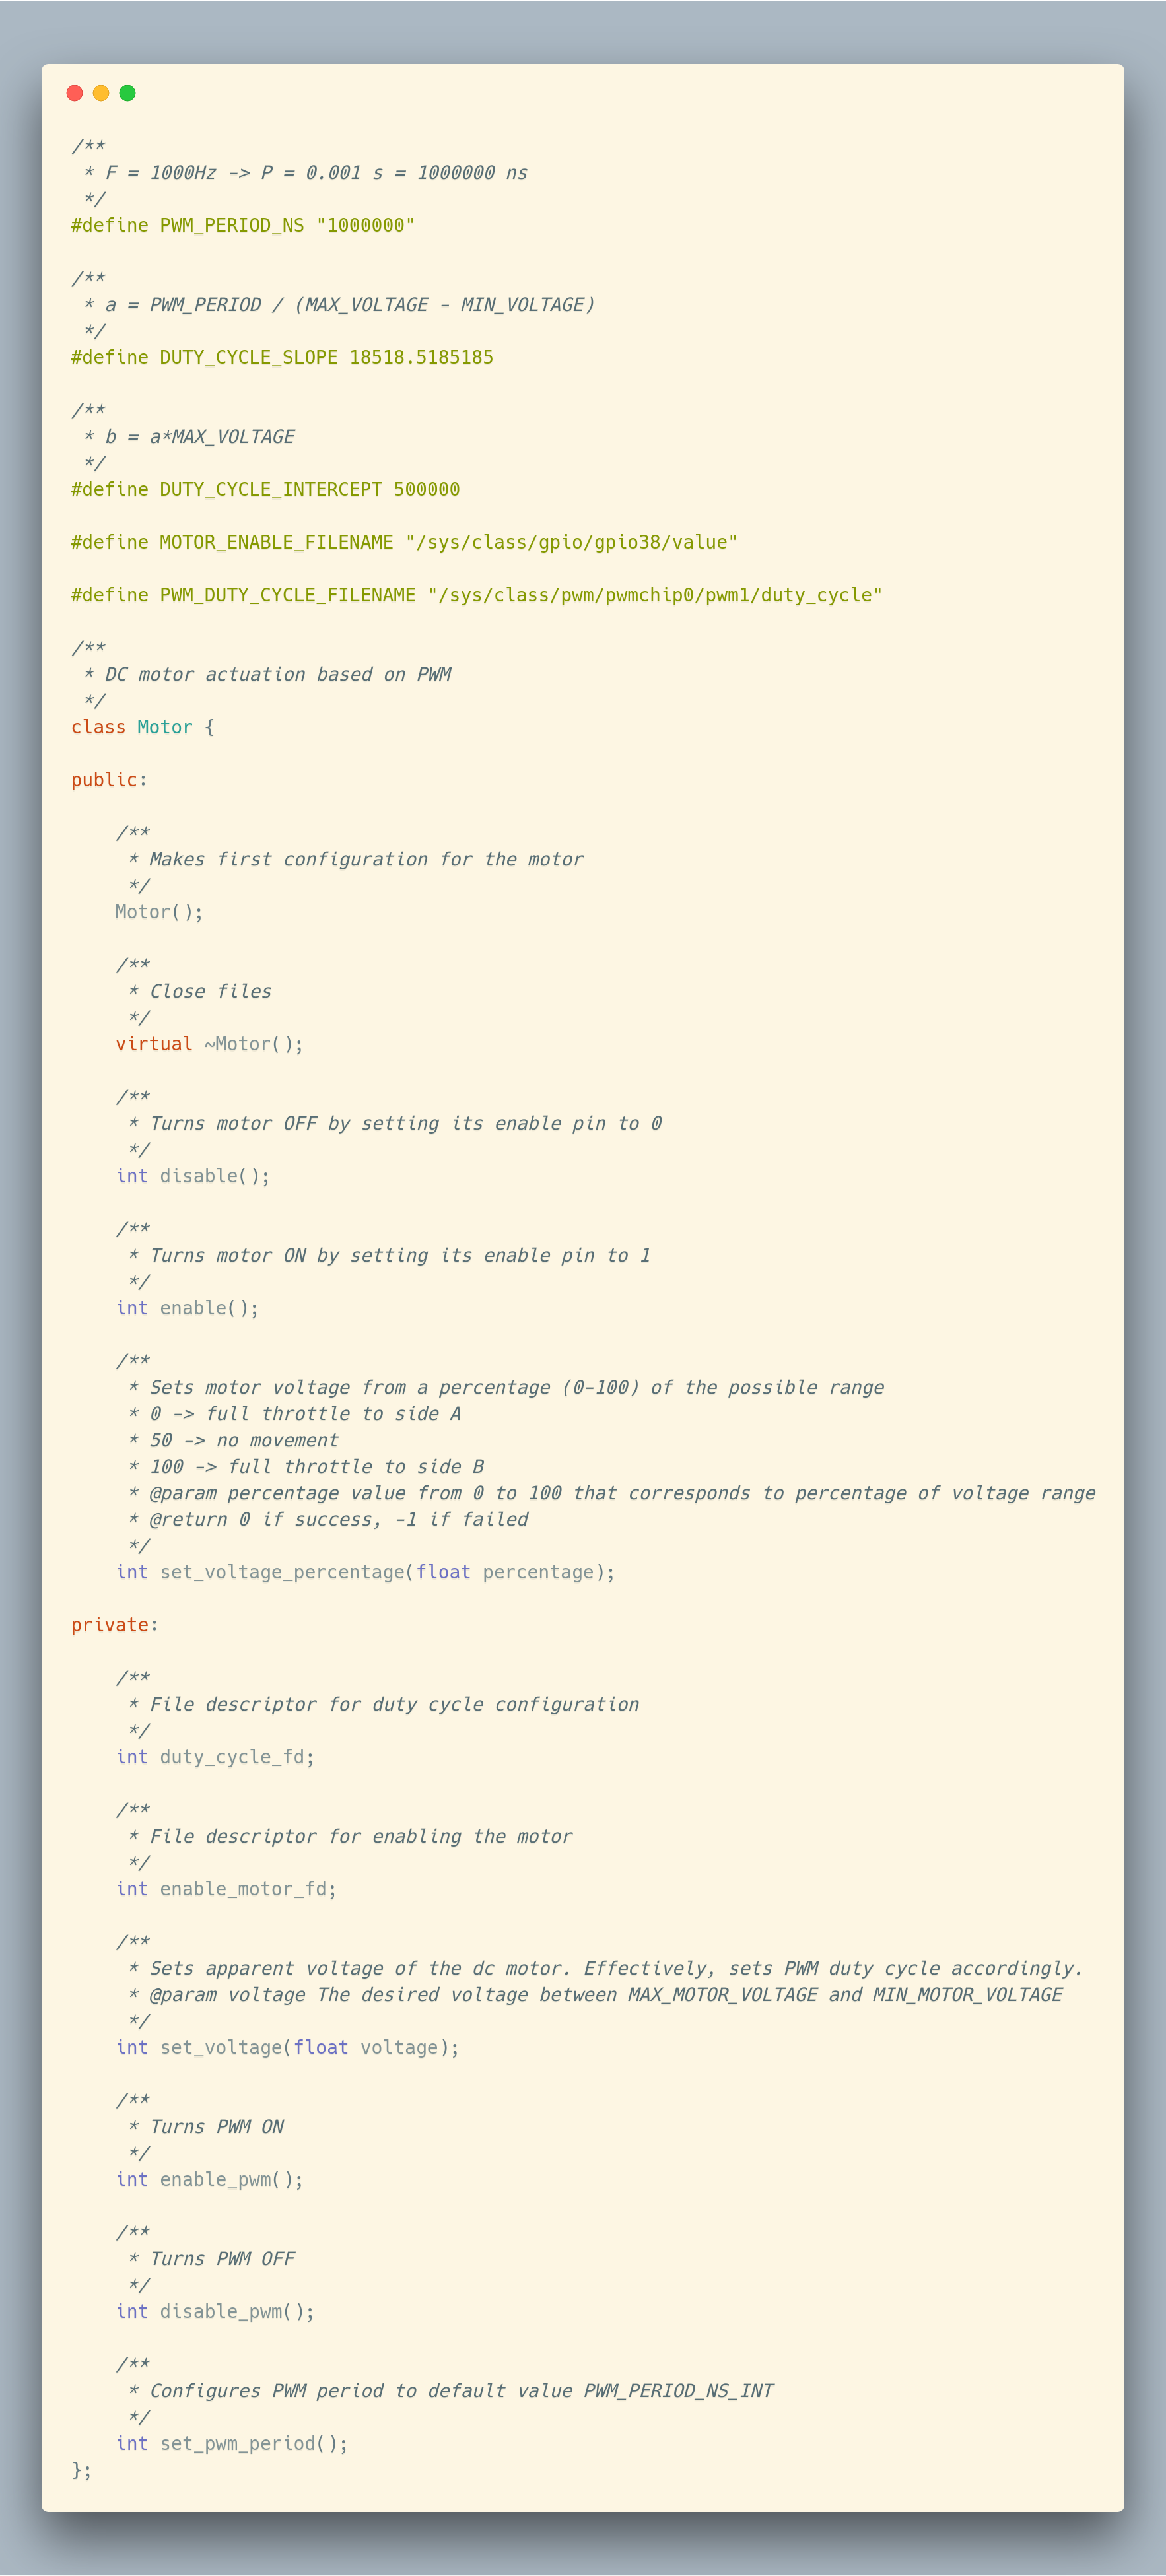 /**
 * F = 1000Hz -> P = 0.001 s = 1000000 ns
 */
#define PWM_PERIOD_NS "1000000"
/**
 * a = PWM_PERIOD / (MAX_VOLTAGE - MIN_VOLTAGE)
 */
#define DUTY_CYCLE_SLOPE 18518.5185185
/**
 * b = a*MAX_VOLTAGE
 */
#define DUTY_CYCLE_INTERCEPT 500000
#define MOTOR_ENABLE_FILENAME "/sys/class/gpio/gpio38/value"
#define PWM_DUTY_CYCLE_FILENAME "/sys/class/pwm/pwmchip0/pwm1/duty_cycle"
/**
 * DC motor actuation based on PWM
 */
class Motor {
public:
    /**
     * Makes first configuration for the motor
     */
    Motor();
    /**
     * Close files
     */
    virtual ~Motor();
    /**
     * Turns motor OFF by setting its enable pin to 0
     */
    int disable();
    /**
     * Turns motor ON by setting its enable pin to 1
     */
    int enable();
    /**
     * Sets motor voltage from a percentage (0-100) of the possible range
     * 0 -> full throttle to side A
     * 50 -> no movement
     * 100 -> full throttle to side B
     * @param percentage value from 0 to 100 that corresponds to percentage of voltage range
     * @return 0 if success, -1 if failed
     */
    int set_voltage_percentage(float percentage);
private:
    /**
     * File descriptor for duty cycle configuration
     */
    int duty_cycle_fd;
    /**
     * File descriptor for enabling the motor
     */
    int enable_motor_fd;
    /**
     * Sets apparent voltage of the dc motor. Effectively, sets PWM duty cycle accordingly.
     * @param voltage The desired voltage between MAX_MOTOR_VOLTAGE and MIN_MOTOR_VOLTAGE
     */
    int set_voltage(float voltage);
    /**
     * Turns PWM ON
     */
    int enable_pwm();
    /**
     * Turns PWM OFF
     */
    int disable_pwm();
    /**
     * Configures PWM period to default value PWM_PERIOD_NS_INT
     */
    int set_pwm_period();
};